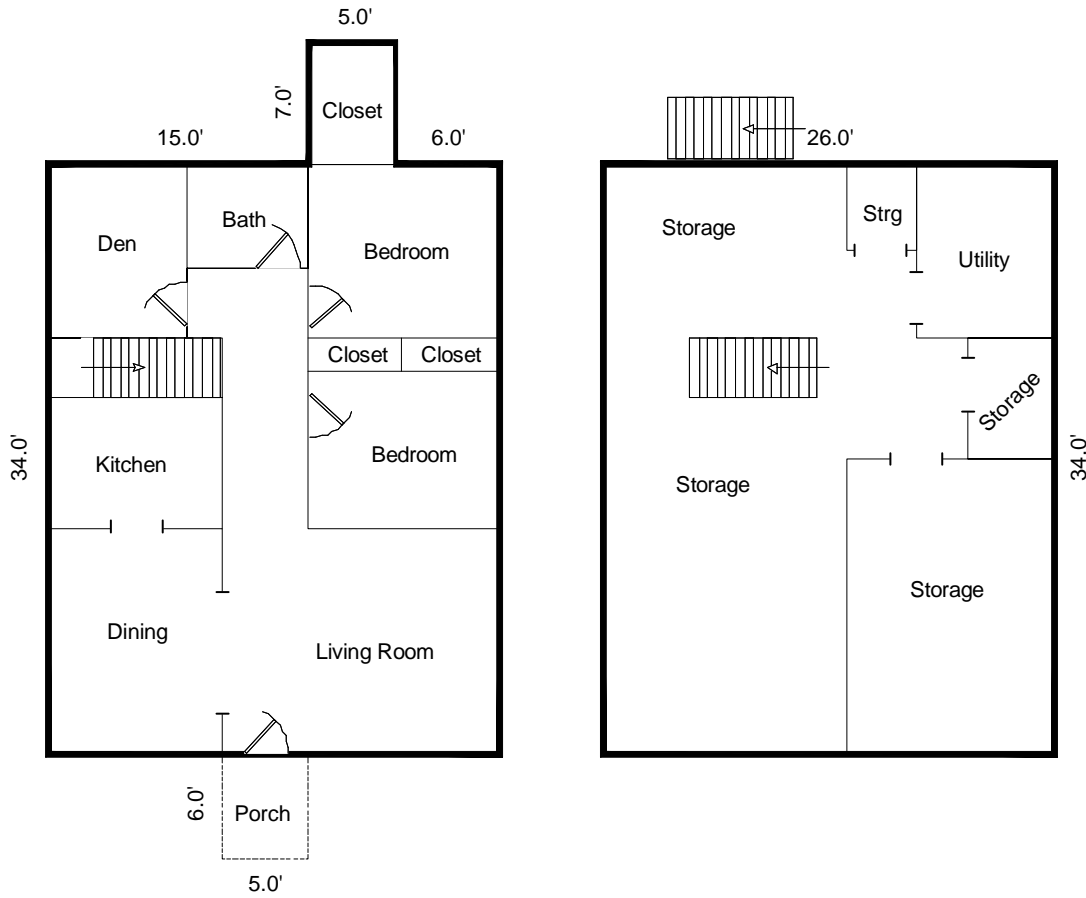 5.0'
7.0'
Closet
15.0'
6.0'
26.0'
Bath
Den
Bedroom
Storage
Strg
Utility
Closet
Closet
Storage
34.0'
Kitchen
Bedroom
Storage
34.0'
Dining
Living Room
Storage
6.0'
Porch
5.0'